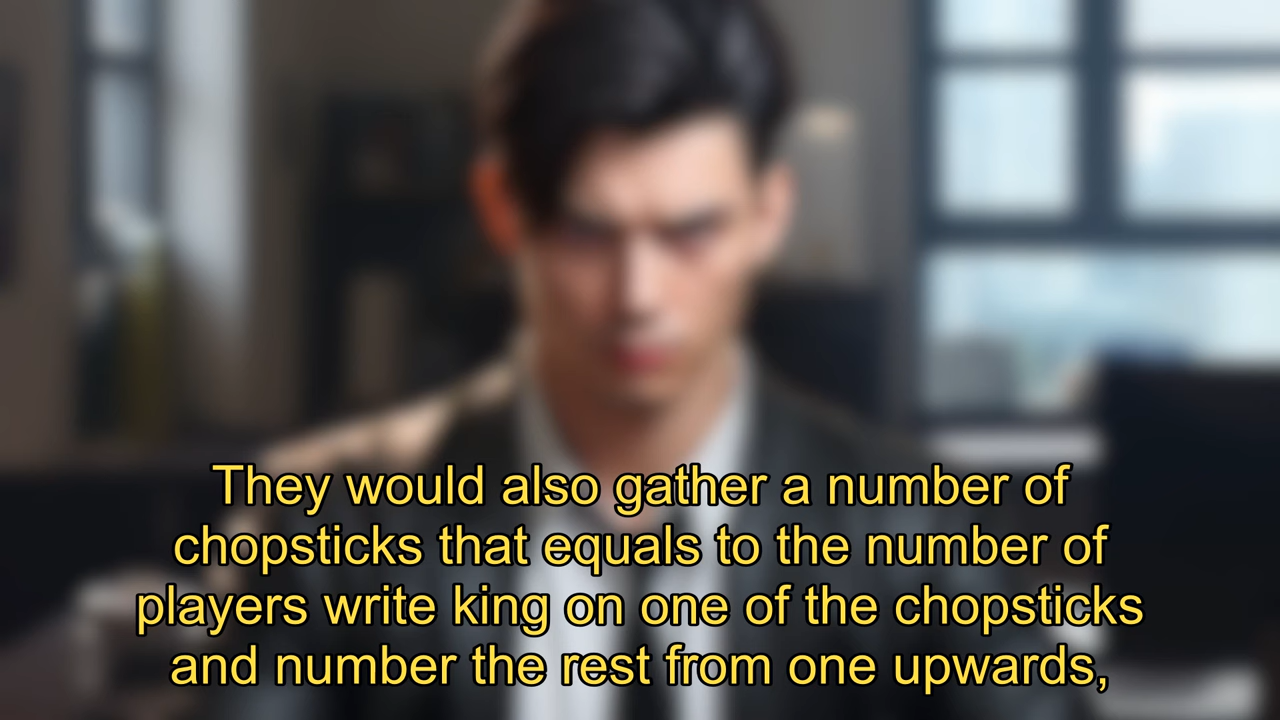 They would also gather a number of
chopsticks that equals to the number of
players write king on one of the chopsticks
and number the rest from one upwards,